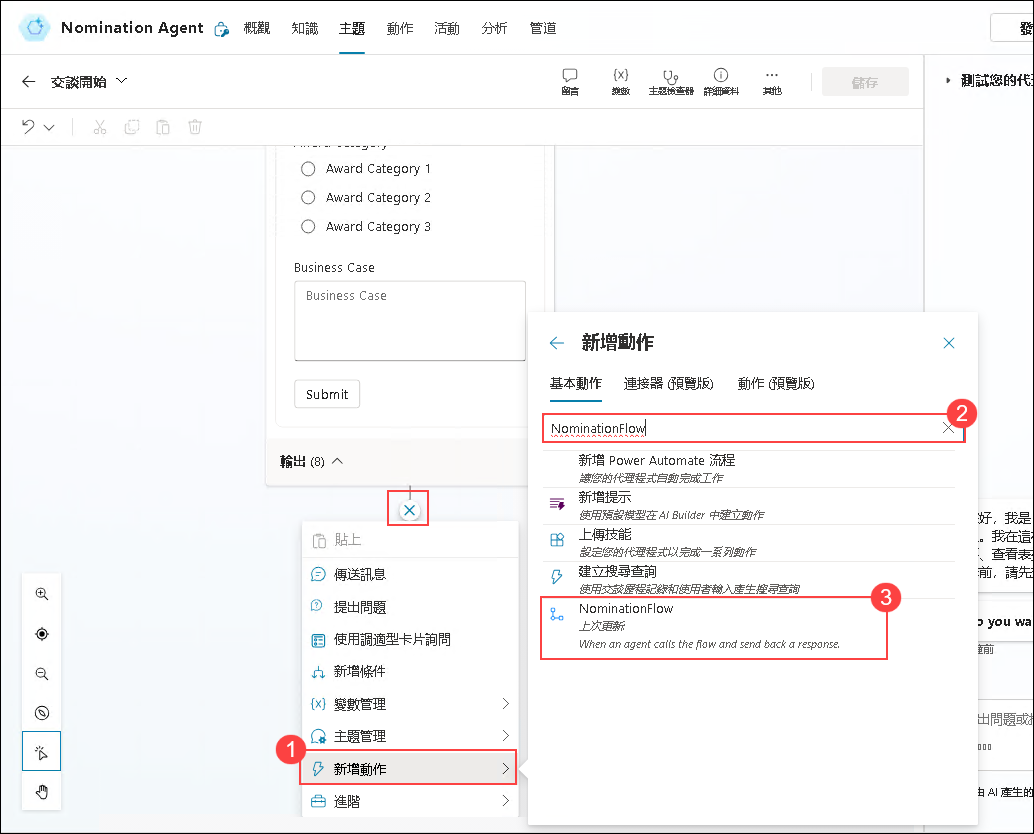 Nomination Agent
概觀
知識
主題
動作
活動
分析
管道
發
交談開始
留言
變數
主題檢查器
詳細資料
其他
儲存
測試您的代
Award Category
Award Category 1
Award Category 2
Award Category 3
Business Case
Business Case
Submit
輸出 (8)
貼上
傳送訊息
提出問題
使用調適型卡片詢問
新增條件
變數管理
主題管理
1
新增動作
進階
新增動作
基本動作
連接器 (預覽版)
動作 (預覽版)
2
NominationFlow
新增 Power Automate 流程
讓您的代理程式自動完成工作
新增提示
使用預設模型在 AI Builder 中建立動作
上傳技能
設定您的代理程式以完成一系列動作
建立搜尋查詢
使用交談歷程記錄和使用者輸入產生搜尋查詢
3
NominationFlow
上次更新:
When an agent calls the flow and send back a response.
好，我是
。我在這
、查看表
前，請先
o you wa
鐘前
出問題或
由 AI 產生的